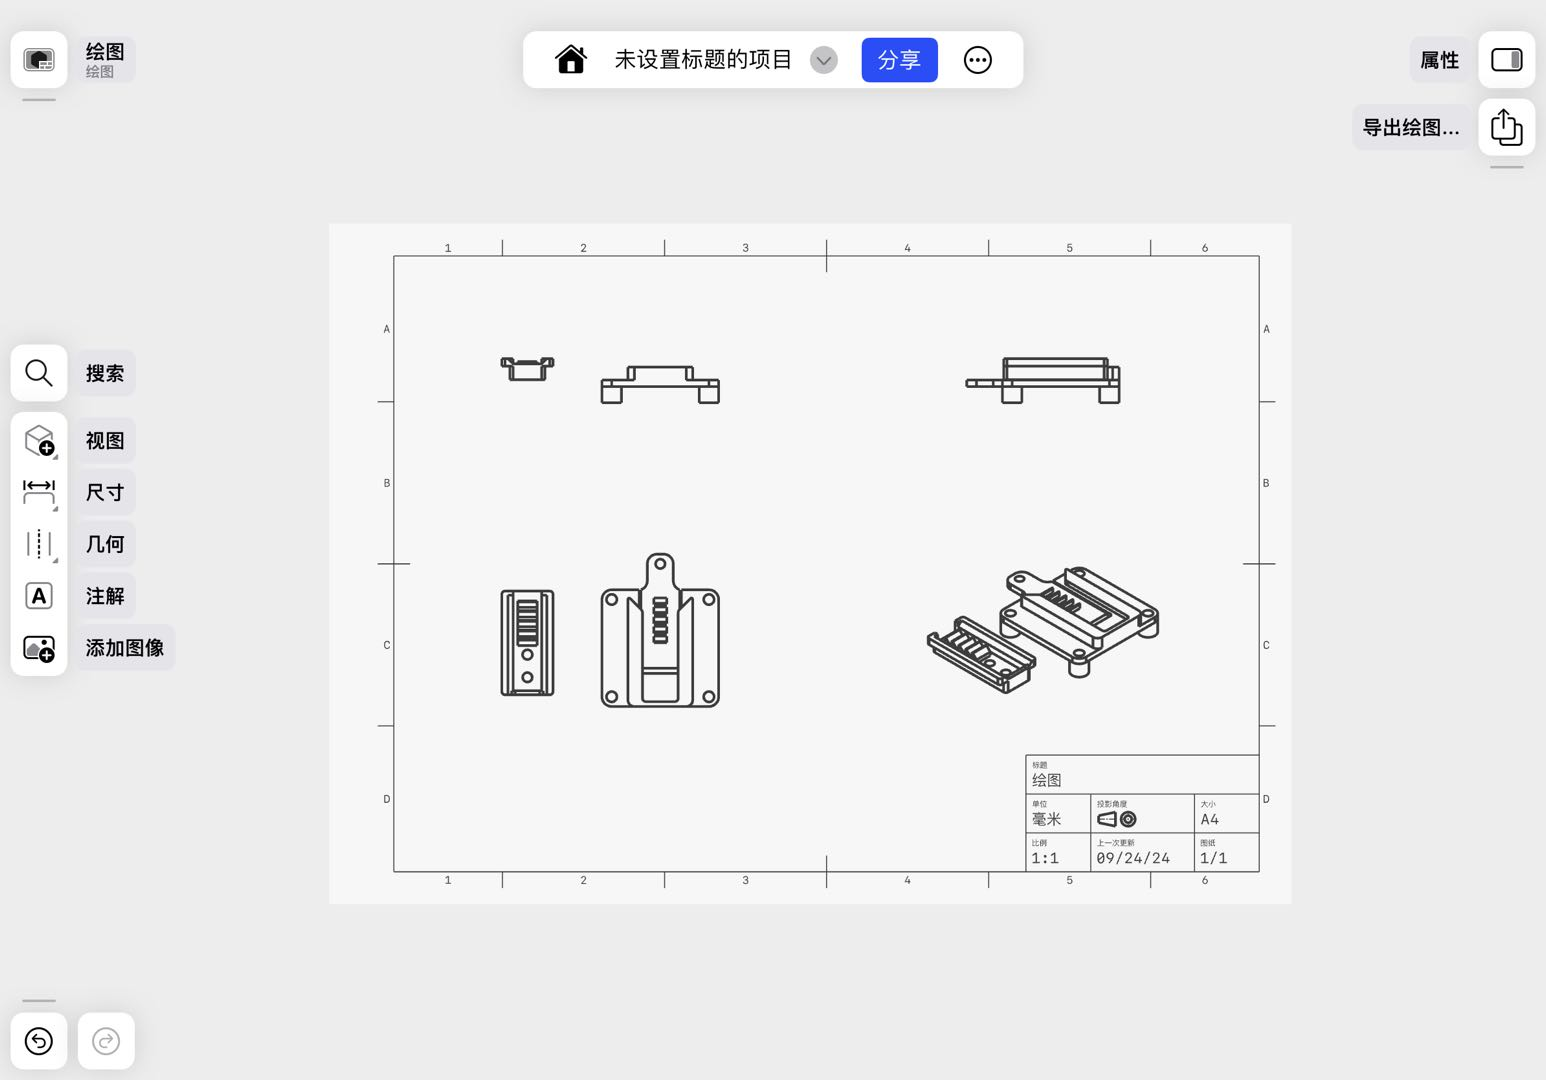 绘图
绘图
未设置标题的项目
分享
属性
导出绘图...
搜索
视图
尺寸
几何
A
注解
添加图像
1 2 3 4 5 6
A A
B B
C C
D D
标题
绘图
单位 投影角度 大小
毫米 A4
比例 上一次更新 图纸
1:1 09/24/24 1/1
1 2 3 4 5 6